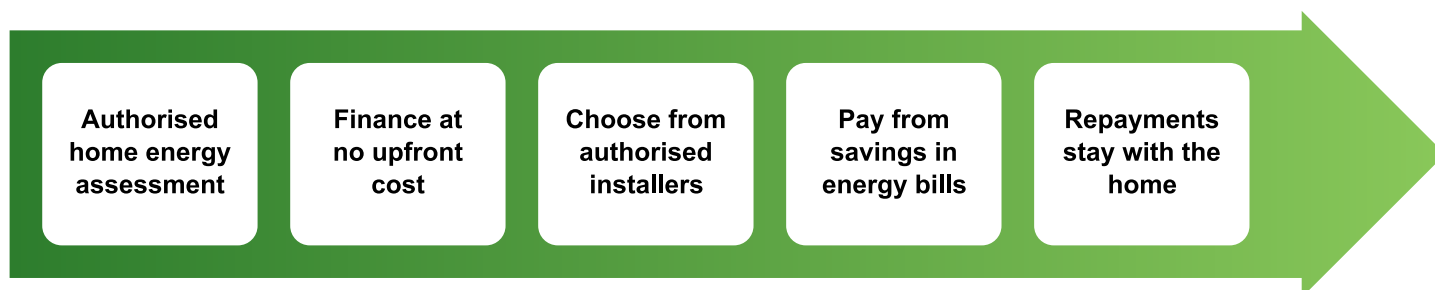 Authorised
home energy
assessment
Finance at
no upfront
cost
Choose from
authorised
installers
Pay from
savings in
energy bills
Repayments
stay with the
home